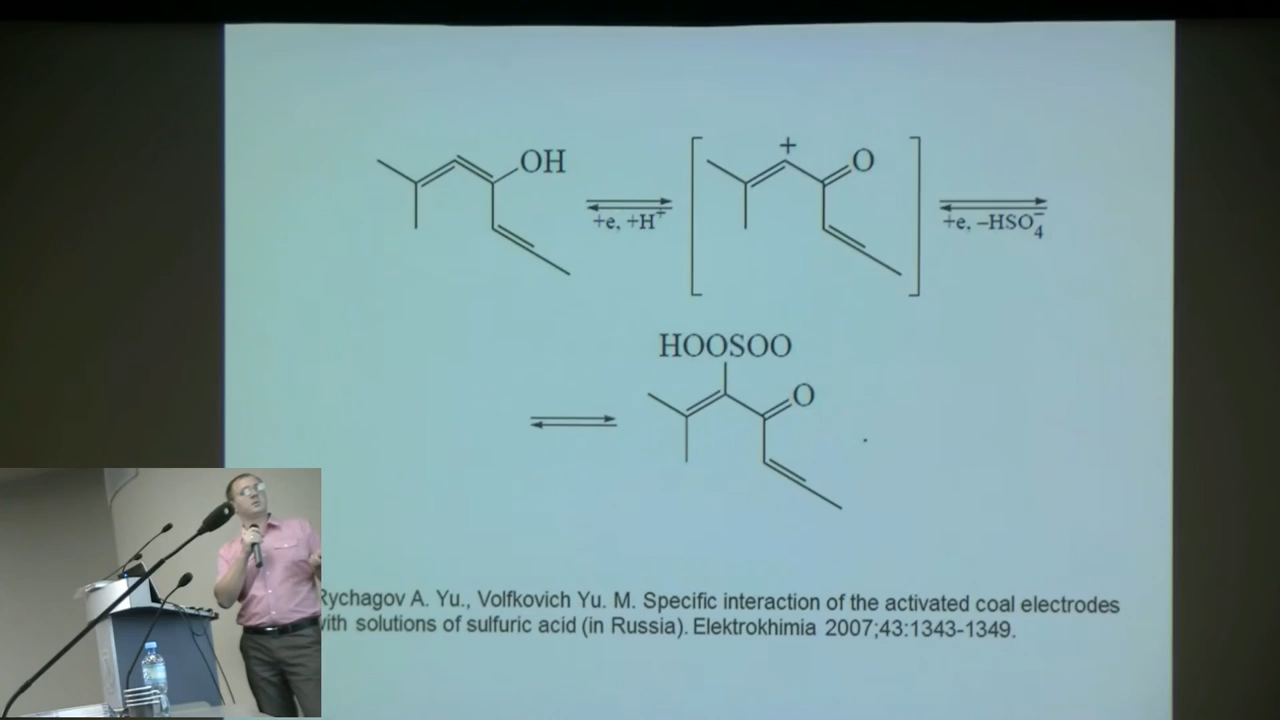 OH
+
O
+e, +H⁺
+e, –HSO₄⁻
HOOSOO
O
Rychagov A. Yu., Volfkovich Yu. M. Specific interaction of the activated coal electrodes
with solutions of sulfuric acid (in Russia). Elektrokhimia 2007;43:1343-1349.